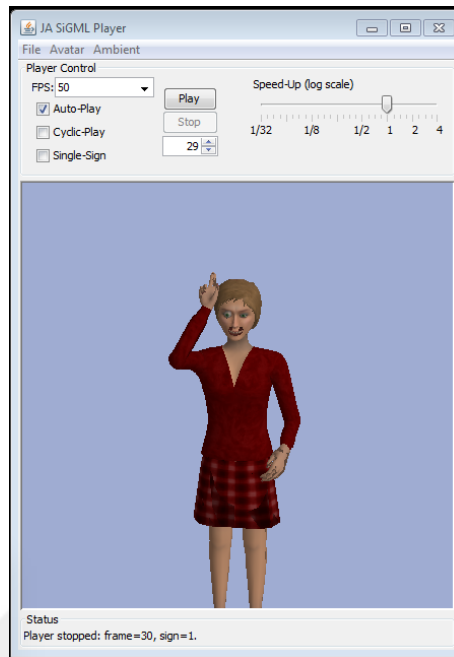 JA SiGML Player
File Avatar Ambient
Player Control
FPS: 50
Auto-Play
Cyclic-Play
Single-Sign
Play
Stop
29
Speed-Up (log scale)
1/32 1/8 1/2 1 2 4
Status
Player stopped: frame=30, sign=1.